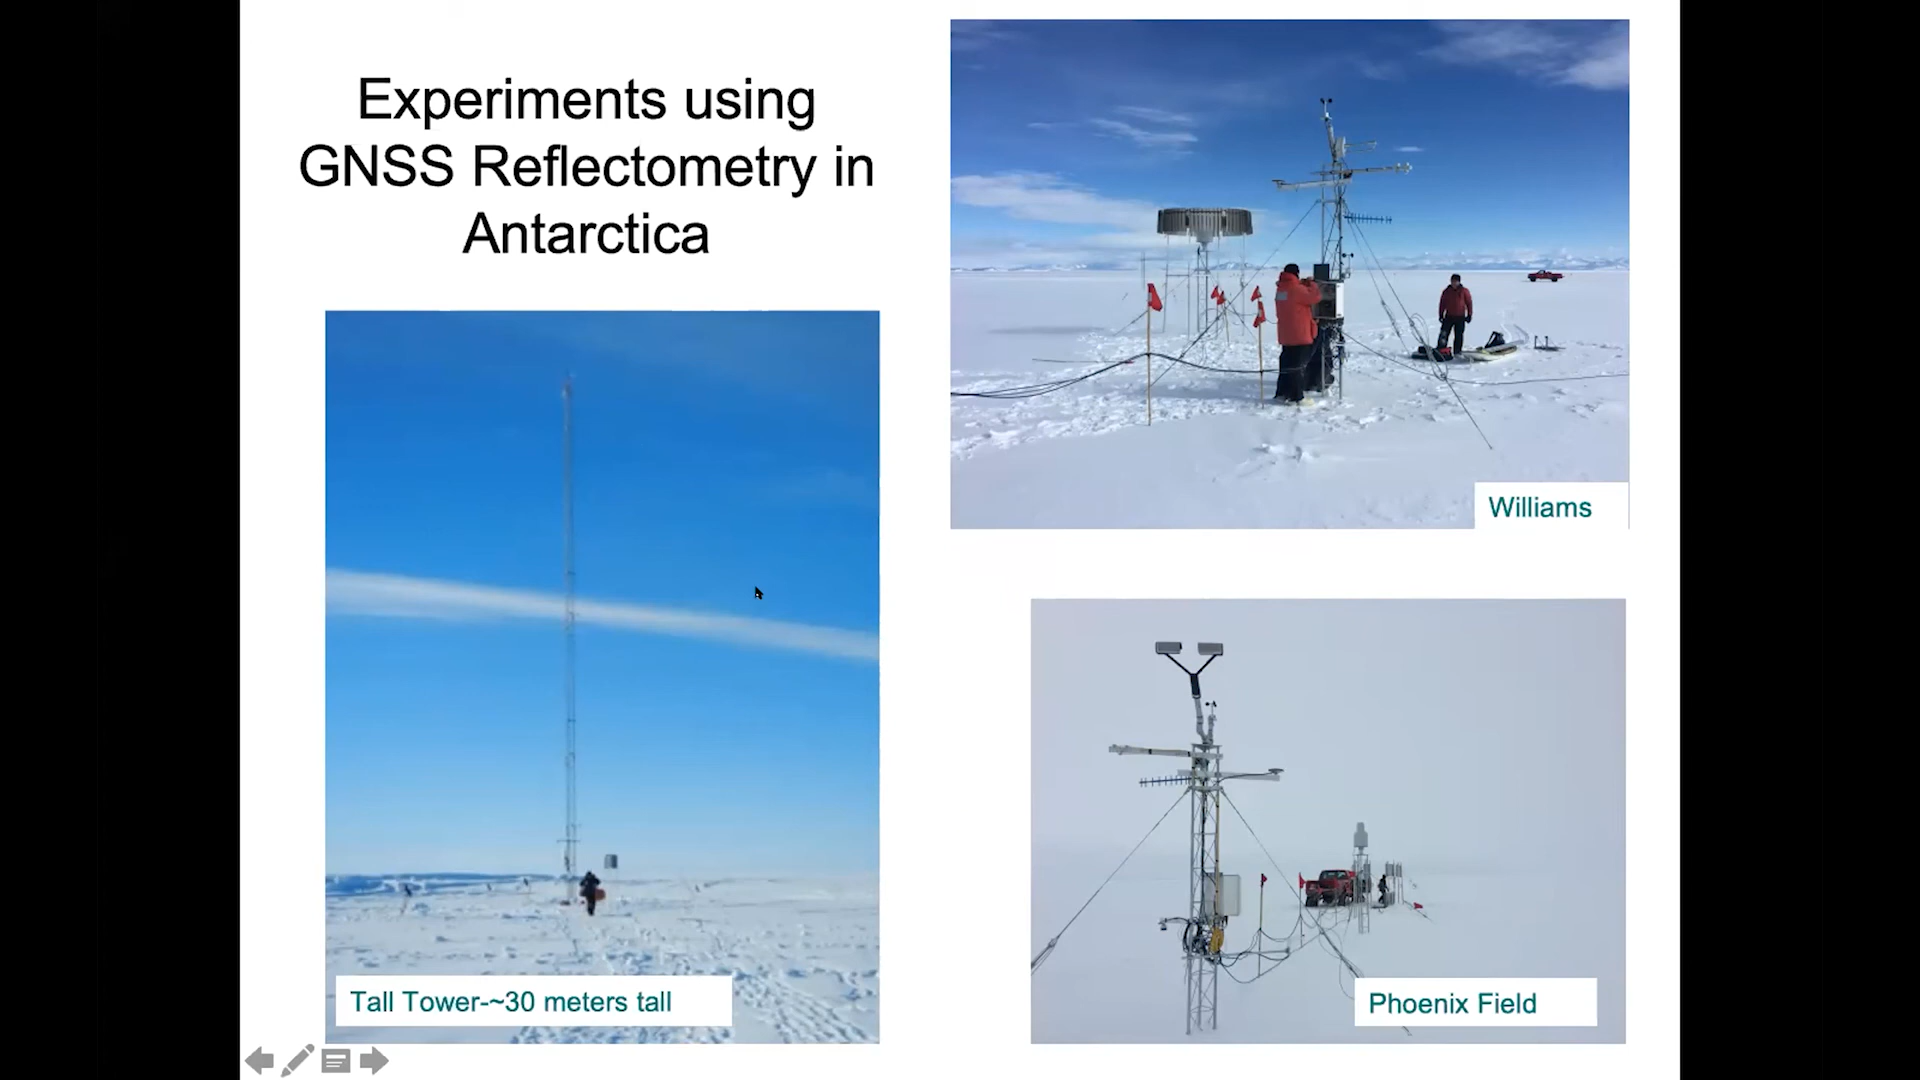 Experiments using
GNSS Reflectometry in
Antarctica
Williams
Tall Tower-~30 meters tall
Phoenix Field